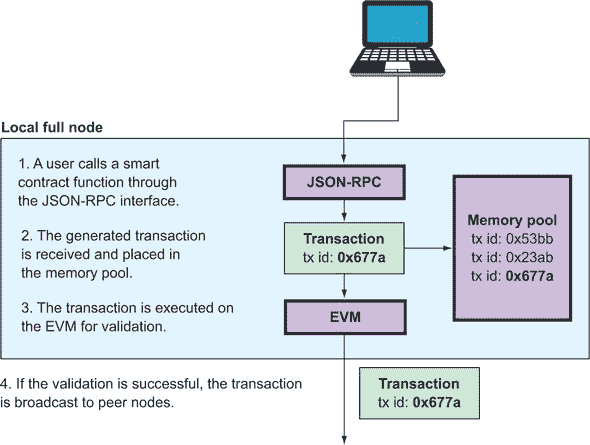 Local full node
1. A user calls a smart
contract function through
the JSON-RPC interface.
JSON-RPC
2. The generated transaction
is received and placed in
the memory pool.
Transaction
tx id: 0x677a
Memory pool
tx id: 0x53bb
tx id: 0x23ab
tx id: 0x677a
3. The transaction is executed on
the EVM for validation.
EVM
4. If the validation is successful, the transaction
is broadcast to peer nodes.
Transaction
tx id: 0x677a